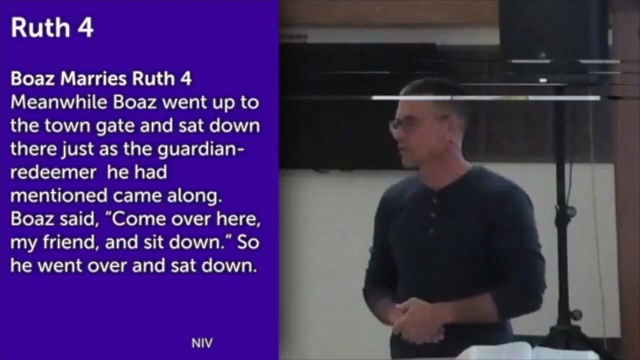 Ruth 4
Boaz Marries Ruth 4
Meanwhile Boaz went up to
the town gate and sat down
there just as the guardian-
redeemer he had
mentioned came along.
Boaz said, “Come over here,
my friend, and sit down.” So
he went over and sat down.
NIV